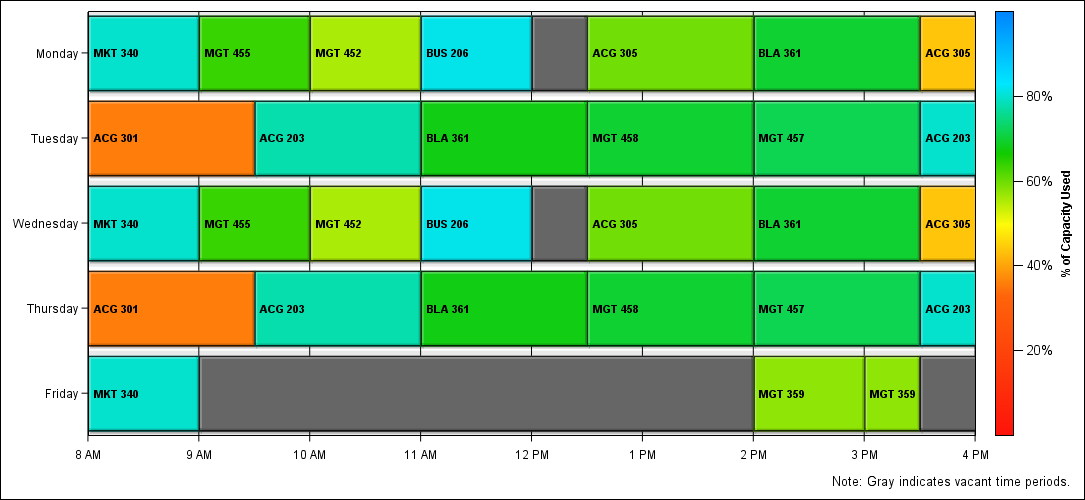 Monday
MKT 340
MGT 455
MGT 452
BUS 206
ACG 305
BLA 361
ACG 305
Tuesday
ACG 301
ACG 203
BLA 361
MGT 458
MGT 457
ACG 203
Wednesday
MKT 340
MGT 455
MGT 452
BUS 206
ACG 305
BLA 361
ACG 305
Thursday
ACG 301
ACG 203
BLA 361
MGT 458
MGT 457
ACG 203
Friday
MKT 340
MGT 359
MGT 359
8 AM
9 AM
10 AM
11 AM
12 PM
1 PM
2 PM
3 PM
4 PM
80%
60%
40%
20%
% of Capacity Used
Note: Gray indicates vacant time periods.